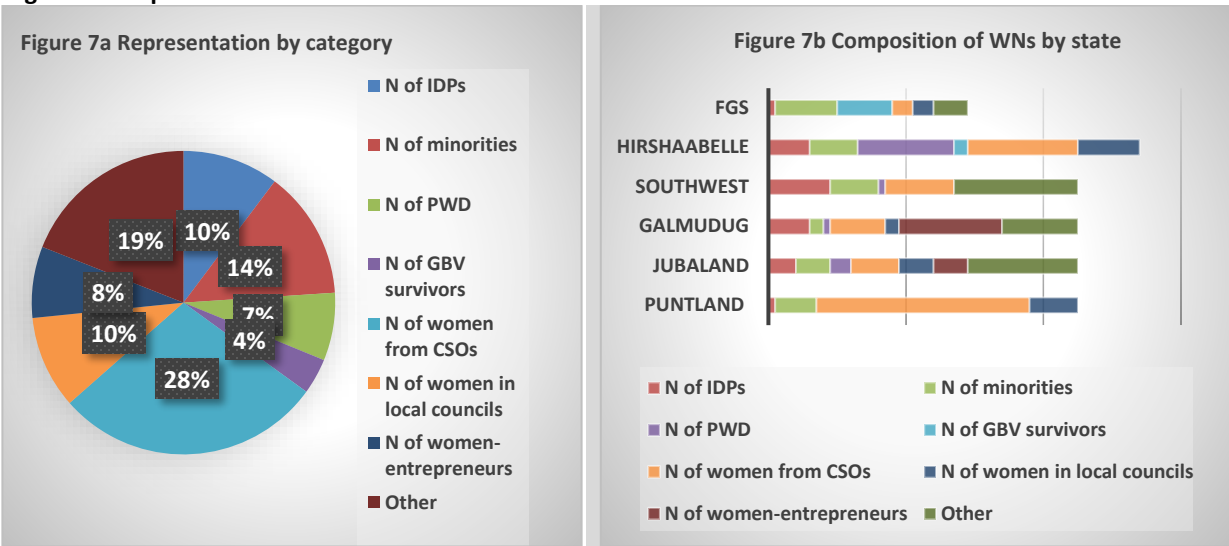 Figure 7a Representation by category
N of IDPs
N of minorities
N of PWD
N of GBV
survivors
N of women
from CSOs
N of women in
local councils
N of women-
entrepreneurs
Other
10%
14%
7%
4%
28%
10%
8%
19%
Figure 7b Composition of WNs by state
FGS
HIRSHAABELLE
SOUTHWEST
GALMUDUG
JUBALAND
PUNTLAND
N of IDPs
N of minorities
N of PWD
N of GBV survivors
N of women from CSOs
N of women in local councils
N of women-entrepreneurs
Other